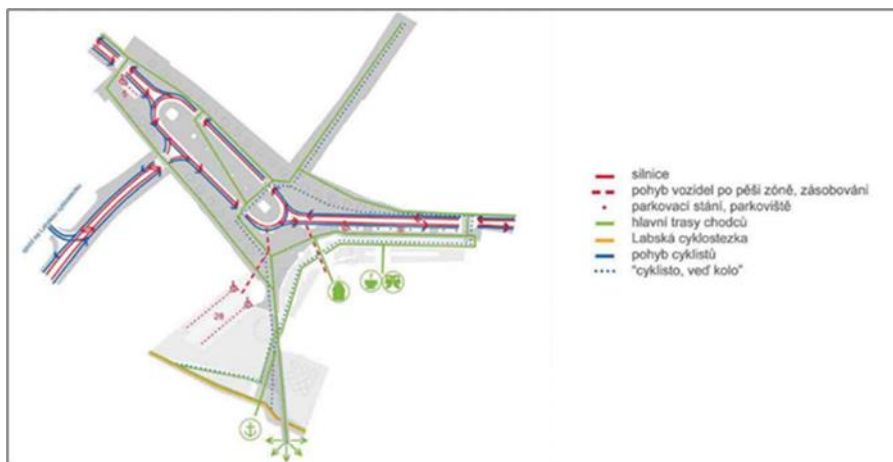 silnice
pohyb vozidel po pěší zóně, zásobování
parkovací stání, parkoviště
hlavní trasy chodců
Labská cyklostezka
pohyb cyklistů
"cyklisto, veď kolo"
28